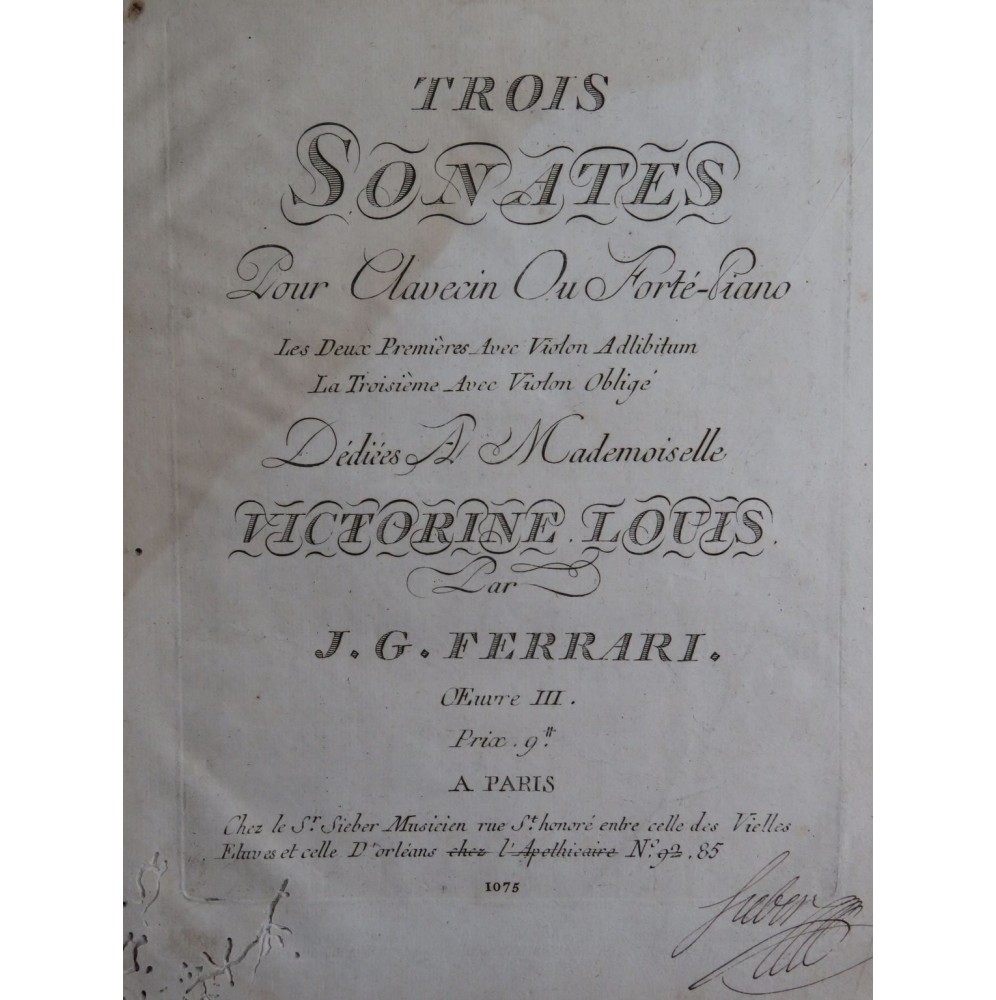 TROIS
SONATES
Pour Clavecin Ou Forté-Piano
Les Deux Premières Avec Violon Adlibitum
La Troisième Avec Violon Obligé
Dédiées A Mademoiselle
VICTORINE LOUIS.
Par
J. G. FERRARI.
Œuvre III.
Prix. 9.tt
A PARIS
Chez le Sr. Sieber Musicien rue St. honoré entre celle des Vielles
Etuves et celle D'orléans chez l'Apothicaire No. 92. 85
1075
Sieber